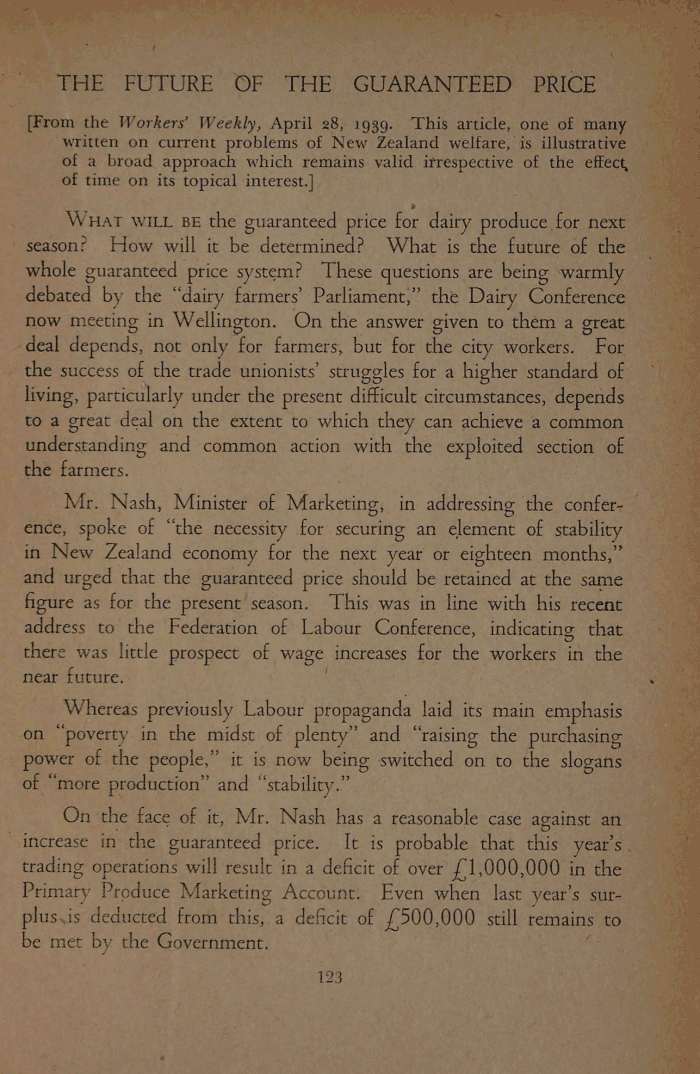 THE FUTURE OF THE GUARANTEED PRICE
[From the Workers' Weekly, April 28, 1939. This article, one of many
written on current problems of New Zealand welfare, is illustrative
of a broad approach which remains valid irrespective of the effect
of time on its topical interest.]
WHAT WILL BE the guaranteed price for dairy produce for next
season? How will it be determined? What is the future of the
whole guaranteed price system? These questions are being warmly
debated by the "dairy farmers' Parliament," the Dairy Conference
now meeting in Wellington. On the answer given to them a great
deal depends, not only for farmers, but for the city workers. For
the success of the trade unionists' struggles for a higher standard of
living, particularly under the present difficult circumstances, depends
to a great deal on the extent to which they can achieve a common
understanding and common action with the exploited section of
the farmers.
Mr. Nash, Minister of Marketing, in addressing the confer-
ence, spoke of "the necessity for securing an element of stability
in New Zealand economy for the next year or eighteen months,"
and urged that the guaranteed price should be retained at the same
figure as for the present season. This was in line with his recent
address to the Federation of Labour Conference, indicating that
there was little prospect of wage increases for the workers in the
near future.
Whereas previously Labour propaganda laid its main emphasis
on "poverty in the midst of plenty" and "raising the purchasing
power of the people," it is now being switched on to the slogans
of "more production" and "stability."
On the face of it, Mr. Nash has a reasonable case against an
increase in the guaranteed price. It is probable that this year's
trading operations will result in a deficit of over £1,000,000 in the
Primary Produce Marketing Account. Even when last year's sur-
plus is deducted from this, a deficit of £500,000 still remains to
be met by the Government.
123